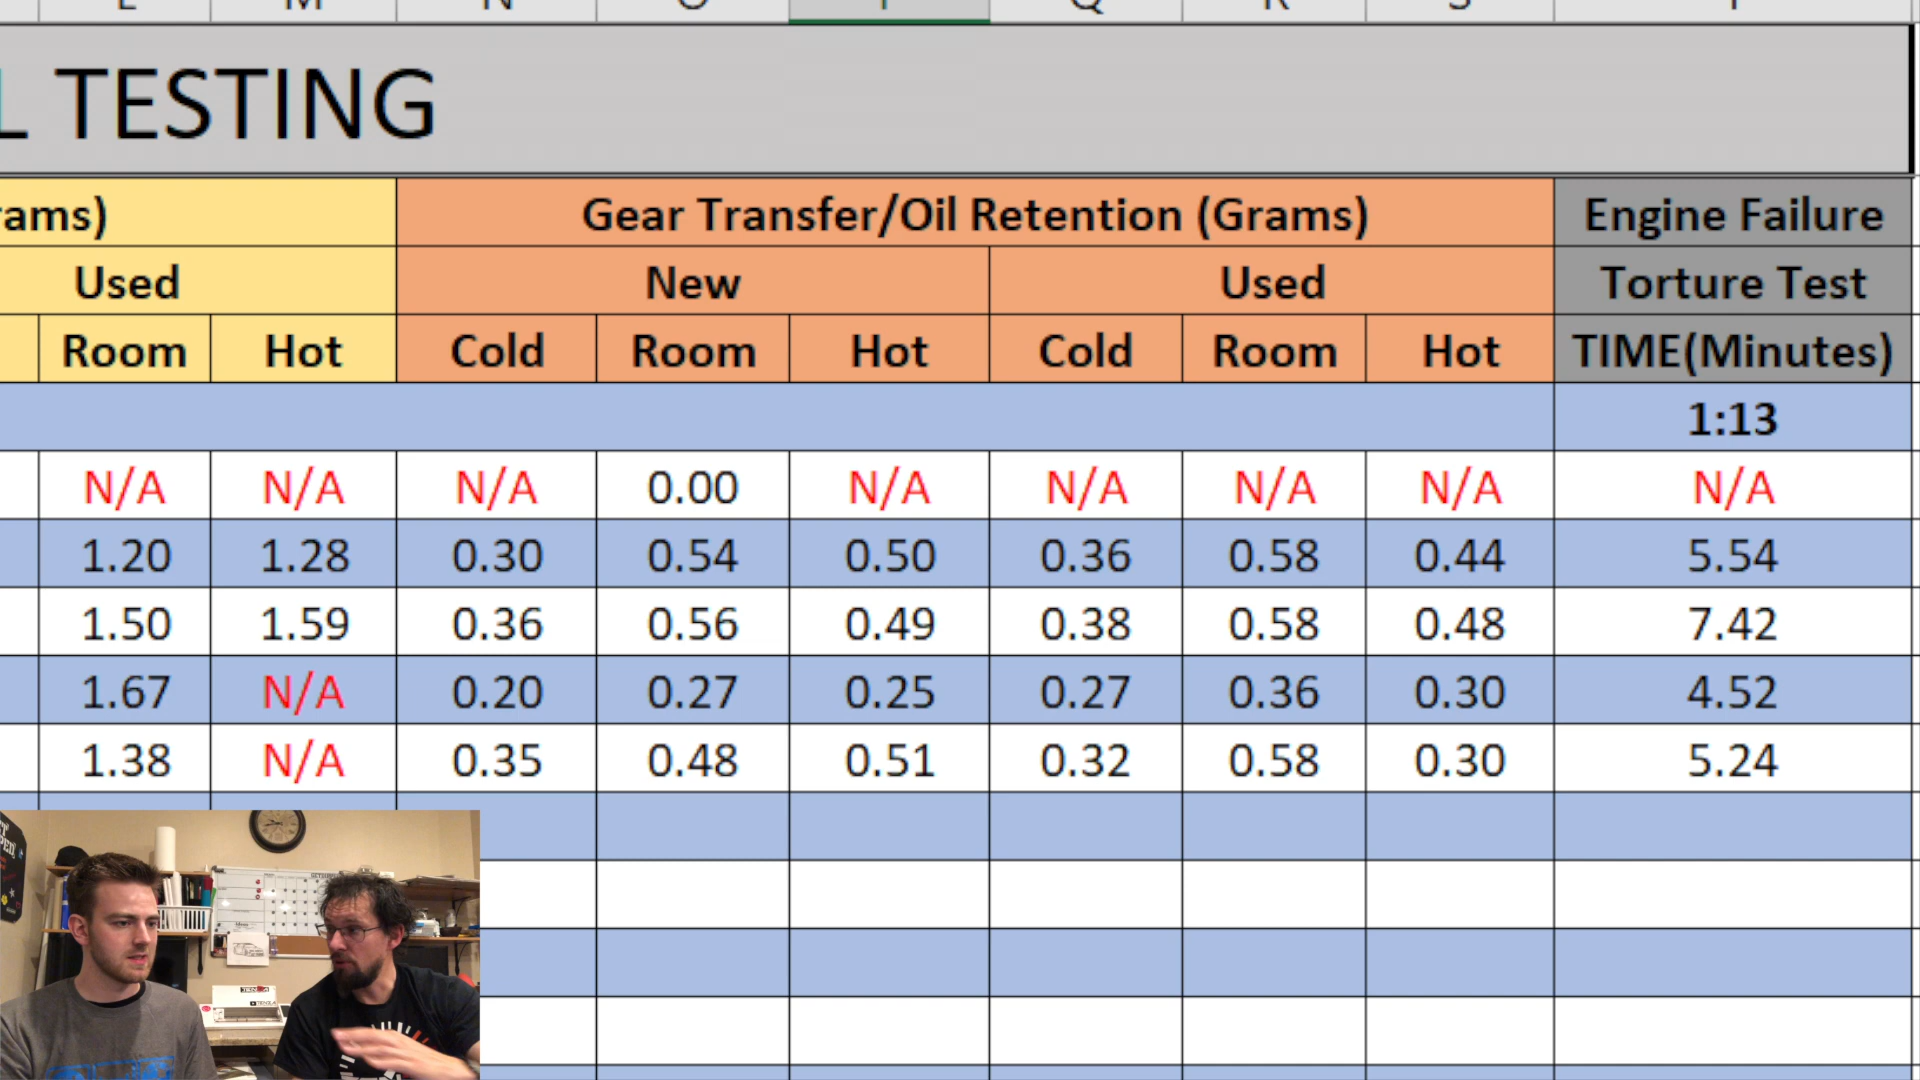 L TESTING
rams) Gear Transfer/Oil Retention (Grams) Engine Failure
Used New Used Torture Test
Room Hot Cold Room Hot Cold Room Hot TIME(Minutes)
1:13
N/A N/A N/A 0.00 N/A N/A N/A N/A N/A
1.20 1.28 0.30 0.54 0.50 0.36 0.58 0.44 5.54
1.50 1.59 0.36 0.56 0.49 0.38 0.58 0.48 7.42
1.67 N/A 0.20 0.27 0.25 0.27 0.36 0.30 4.52
1.38 N/A 0.35 0.48 0.51 0.32 0.58 0.30 5.24